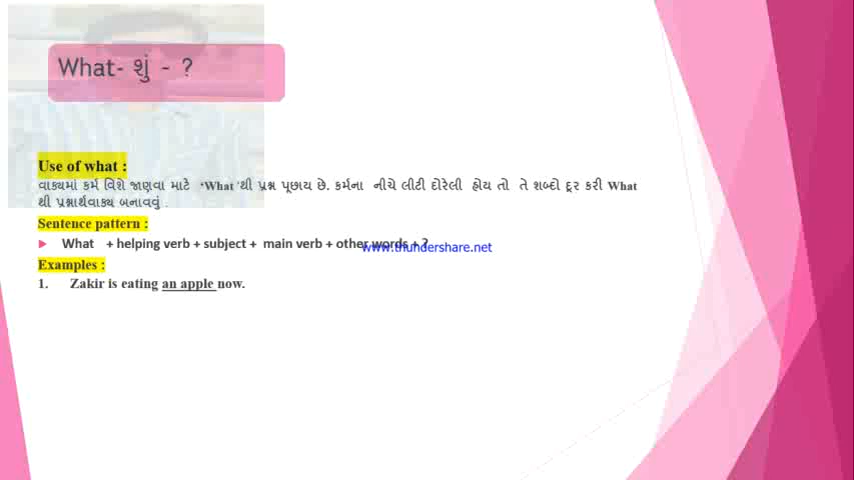 What- શું - ?
Use of what :
વાક્યમાં કર્મ વિશે જાણવા માટે 'What 'થી પ્રશ્ન પૂછાય છે. કર્મના નીચે લીટી દોરેલી હોય તો તે શબ્દો દૂર કરી What
થી પ્રશ્નાર્થવાક્ય બનાવવું .
Sentence pattern :
What + helping verb + subject + main verb + other words + ?
www.thundershare.net
Examples :
1. Zakir is eating an apple now.